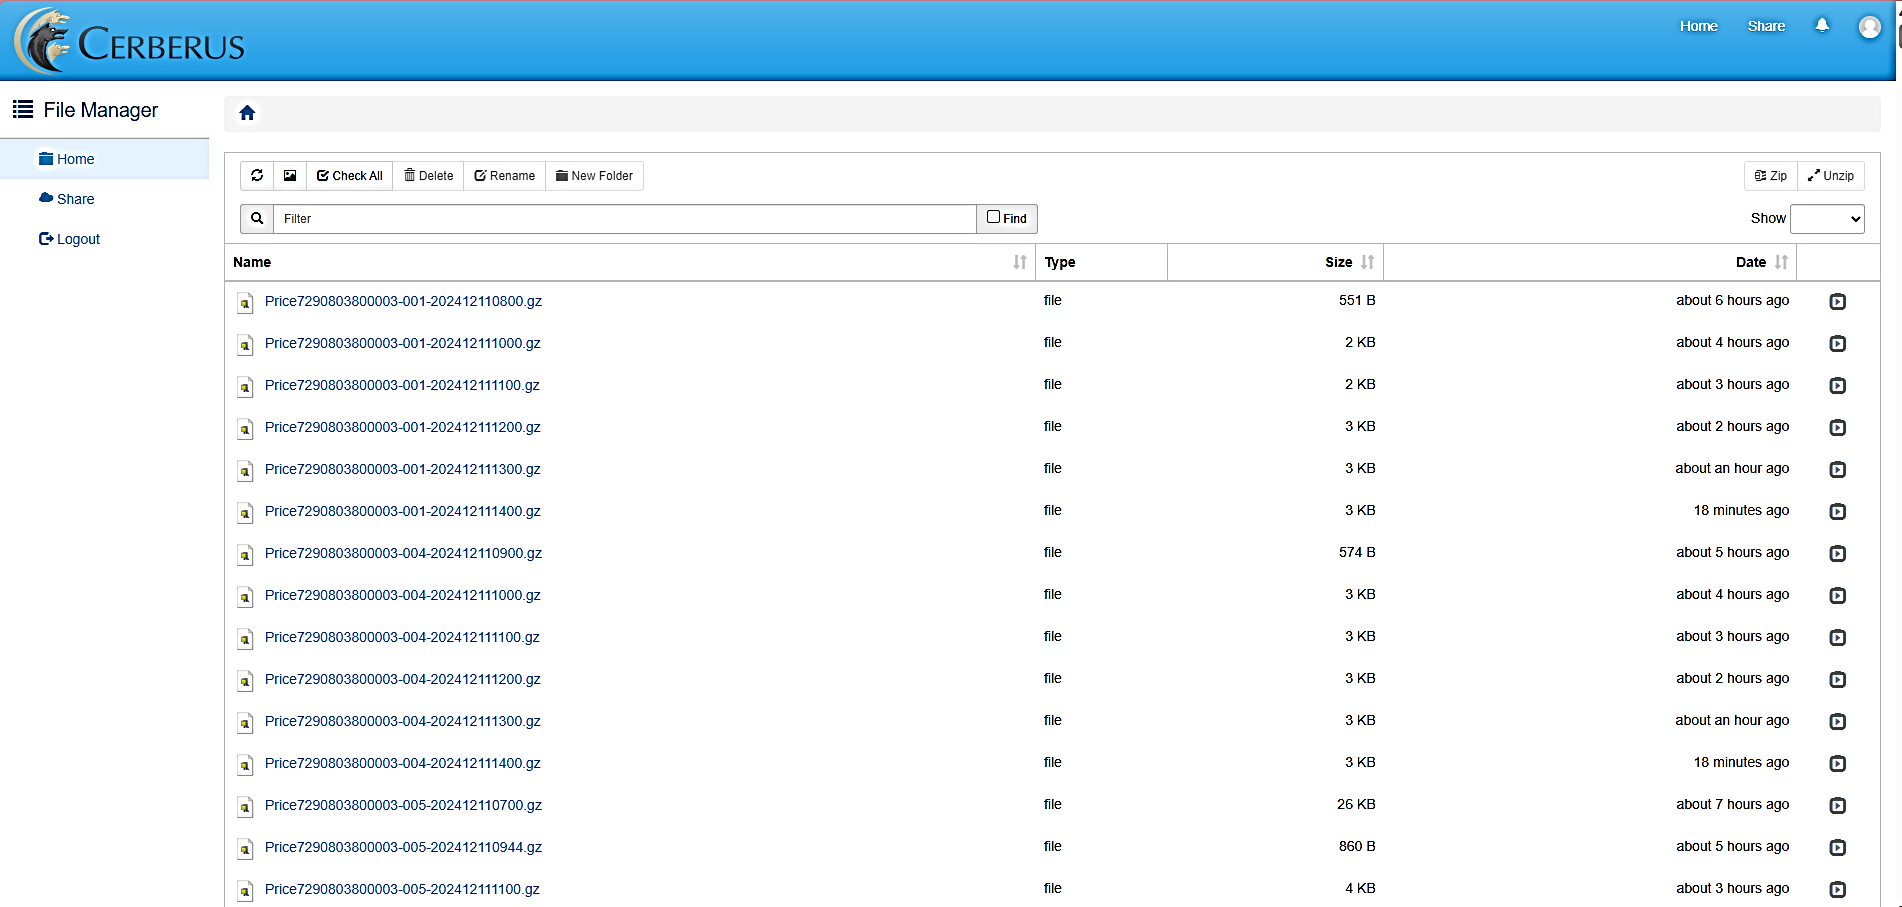 CERBERUS
Home Share
File Manager
Home
Share
Logout
Check All Delete Rename New Folder Zip Unzip
Filter Find Show
Name Type Size Date
Price7290803800003-001-202412110800.gz file 551 B about 6 hours ago
Price7290803800003-001-202412111000.gz file 2 KB about 4 hours ago
Price7290803800003-001-202412111100.gz file 2 KB about 3 hours ago
Price7290803800003-001-202412111200.gz file 3 KB about 2 hours ago
Price7290803800003-001-202412111300.gz file 3 KB about an hour ago
Price7290803800003-001-202412111400.gz file 3 KB 18 minutes ago
Price7290803800003-004-202412110900.gz file 574 B about 5 hours ago
Price7290803800003-004-202412111000.gz file 3 KB about 4 hours ago
Price7290803800003-004-202412111100.gz file 3 KB about 3 hours ago
Price7290803800003-004-202412111200.gz file 3 KB about 2 hours ago
Price7290803800003-004-202412111300.gz file 3 KB about an hour ago
Price7290803800003-004-202412111400.gz file 3 KB 18 minutes ago
Price7290803800003-005-202412110700.gz file 26 KB about 7 hours ago
Price7290803800003-005-202412110944.gz file 860 B about 5 hours ago
Price7290803800003-005-202412111100.gz file 4 KB about 3 hours ago